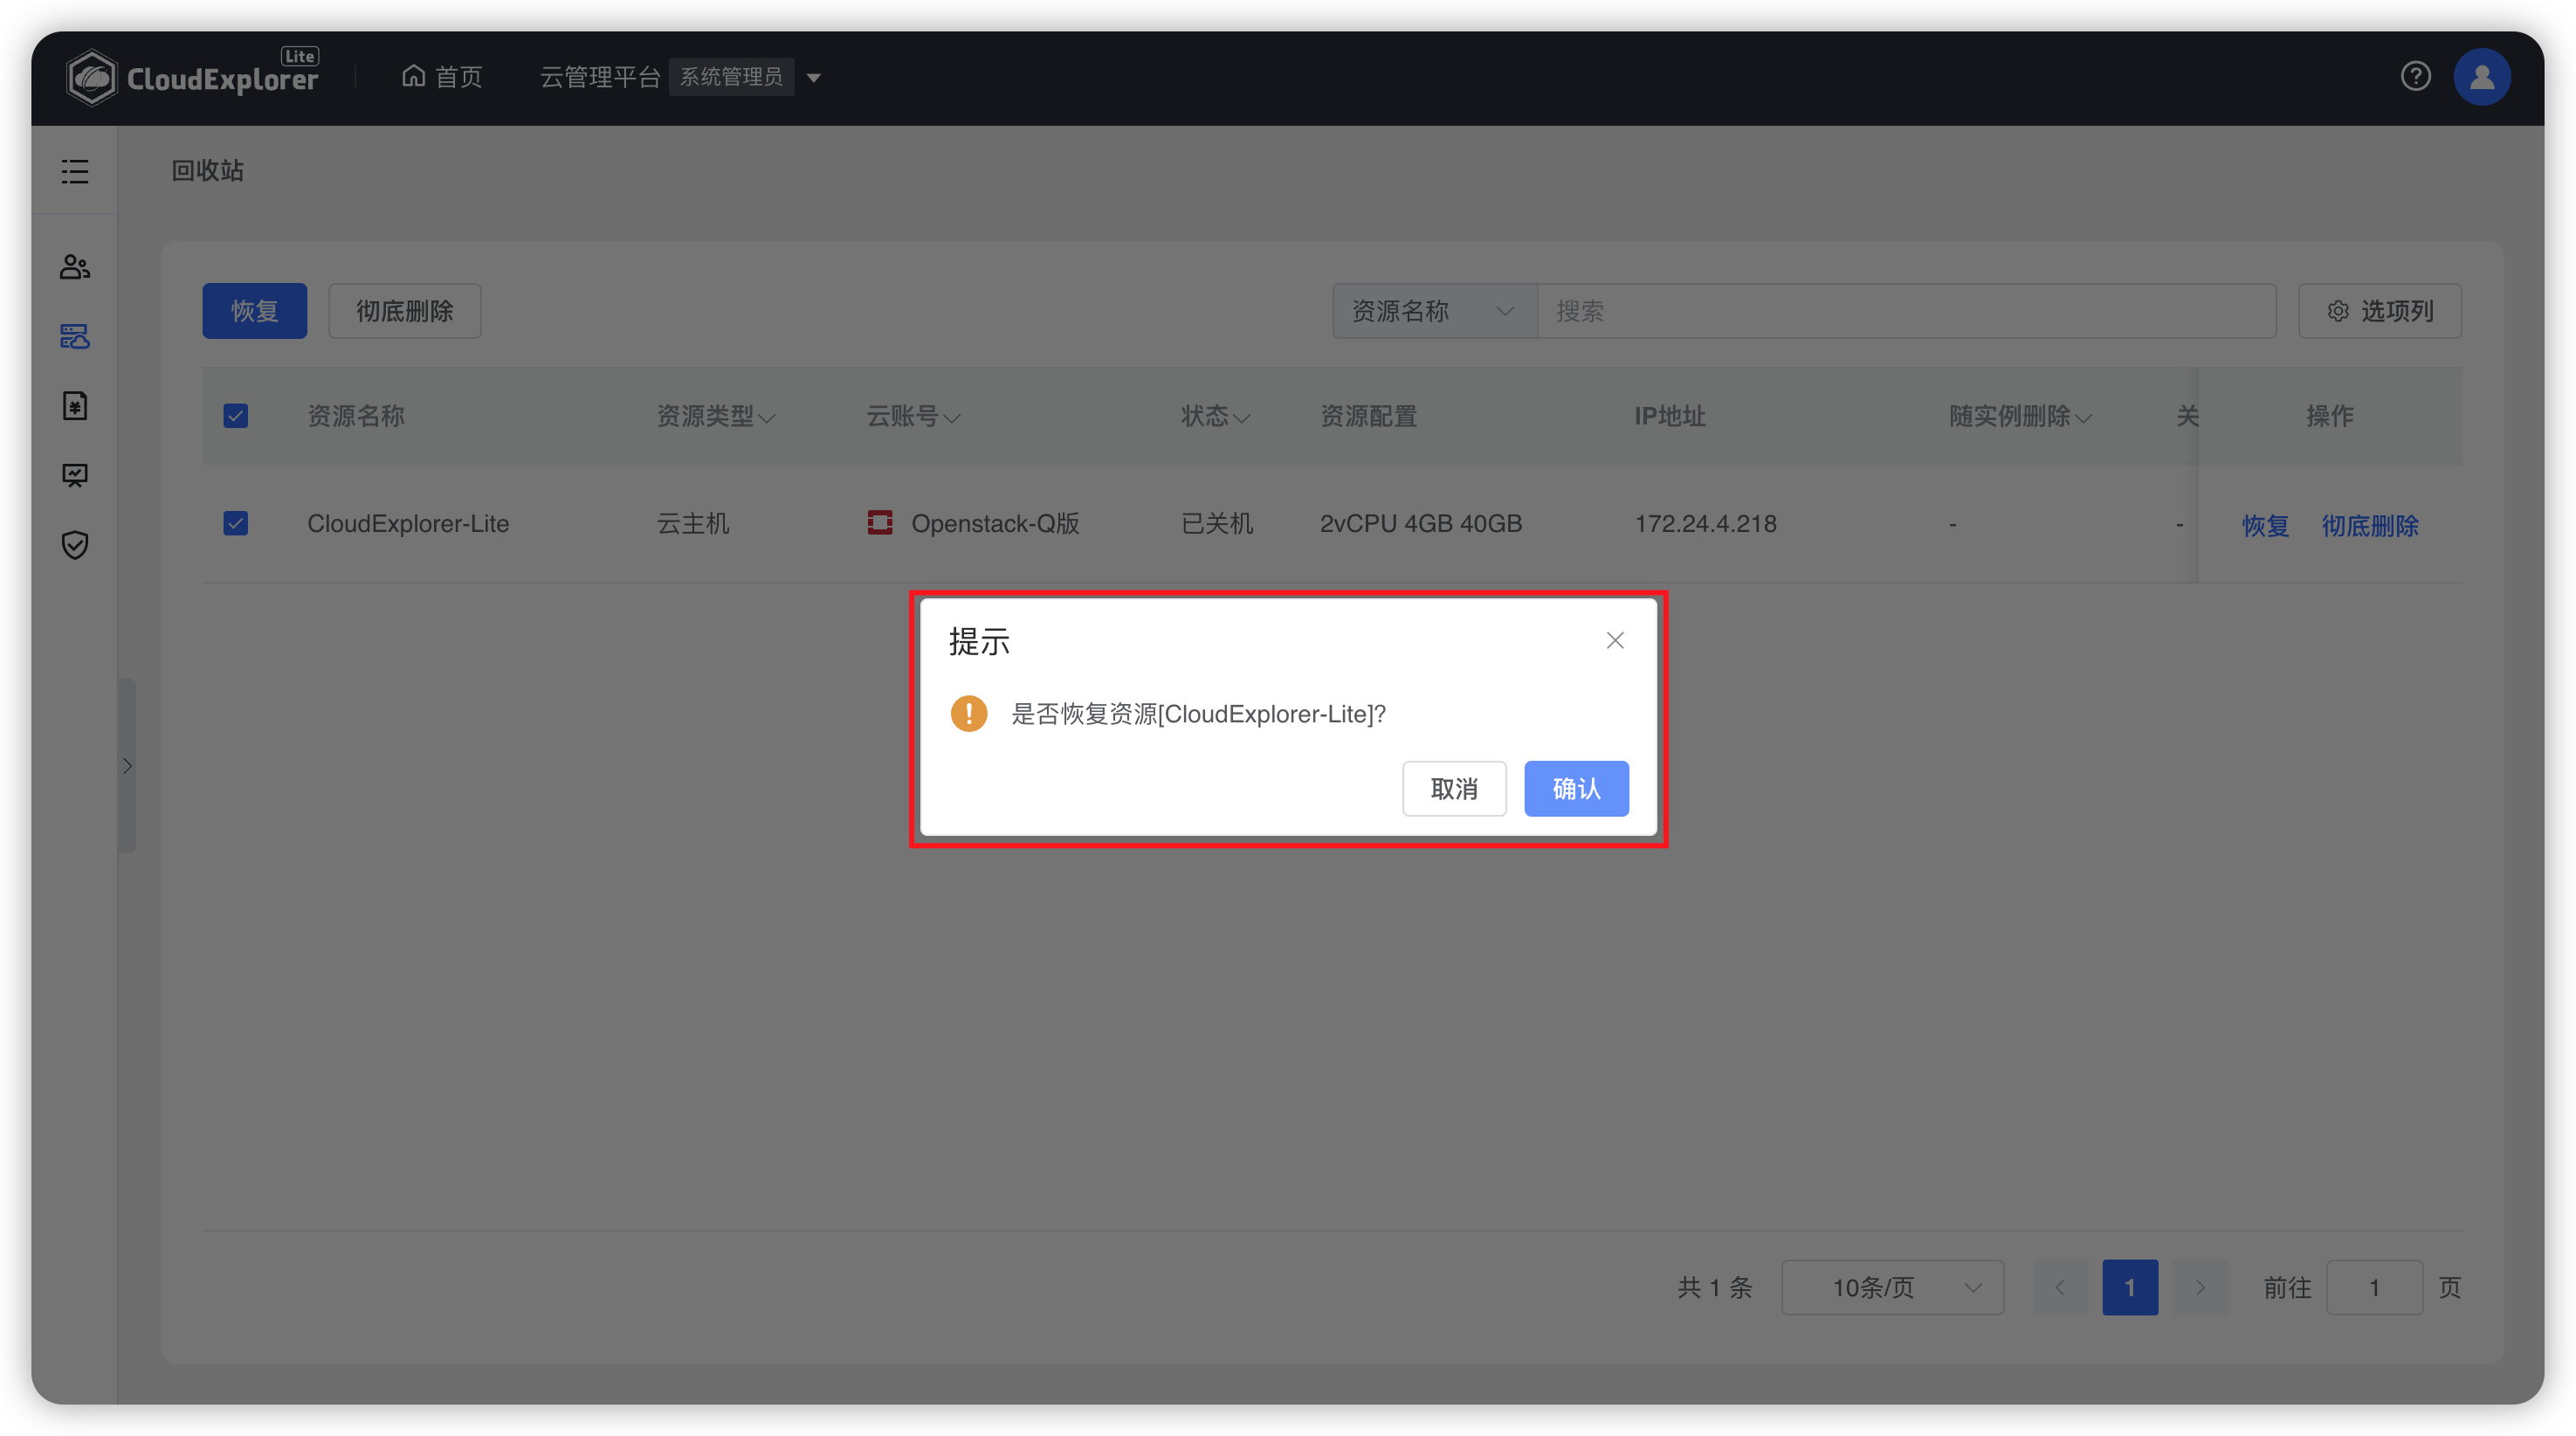 CloudExplorer Lite
首页
云管理平台 系统管理员
回收站
恢复 彻底删除 资源名称 搜索 选项列
资源名称 资源类型 云账号 状态 资源配置 IP地址 随实例删除 关 操作
CloudExplorer-Lite 云主机 Openstack-Q版 已关机 2vCPU 4GB 40GB 172.24.4.218 - - 恢复 彻底删除
提示
是否恢复资源[CloudExplorer-Lite]?
取消 确认
共 1 条 10条/页 1 前往 1 页